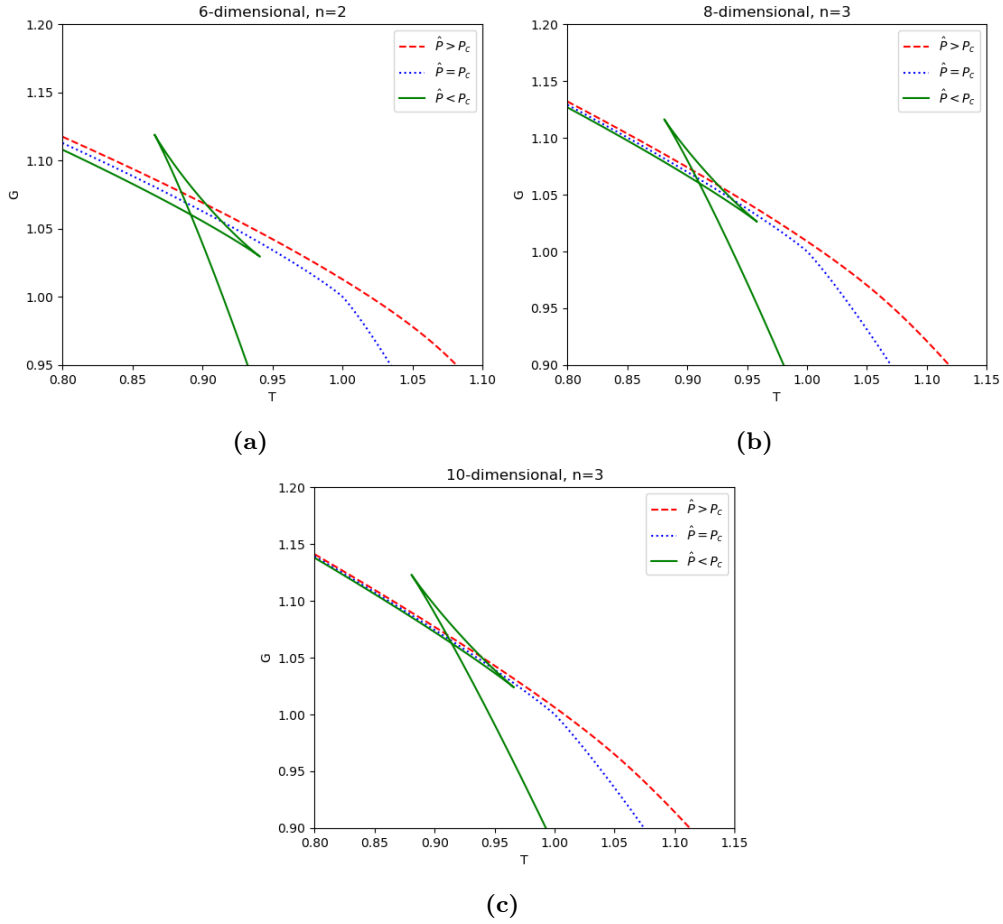 6-dimensional, n=2
1.20
1.15
1.10
1.05
1.00
0.95
G
0.80 0.85 0.90 0.95 1.00 1.05 1.10
T
P̂ > P_c
P̂ = P_c
P̂ < P_c
(a)
8-dimensional, n=3
1.20
1.15
1.10
1.05
1.00
0.95
0.90
G
0.80 0.85 0.90 0.95 1.00 1.05 1.10 1.15
T
P̂ > P_c
P̂ = P_c
P̂ < P_c
(b)
10-dimensional, n=3
1.20
1.15
1.10
1.05
1.00
0.95
0.90
G
0.80 0.85 0.90 0.95 1.00 1.05 1.10 1.15
T
P̂ > P_c
P̂ = P_c
P̂ < P_c
(c)